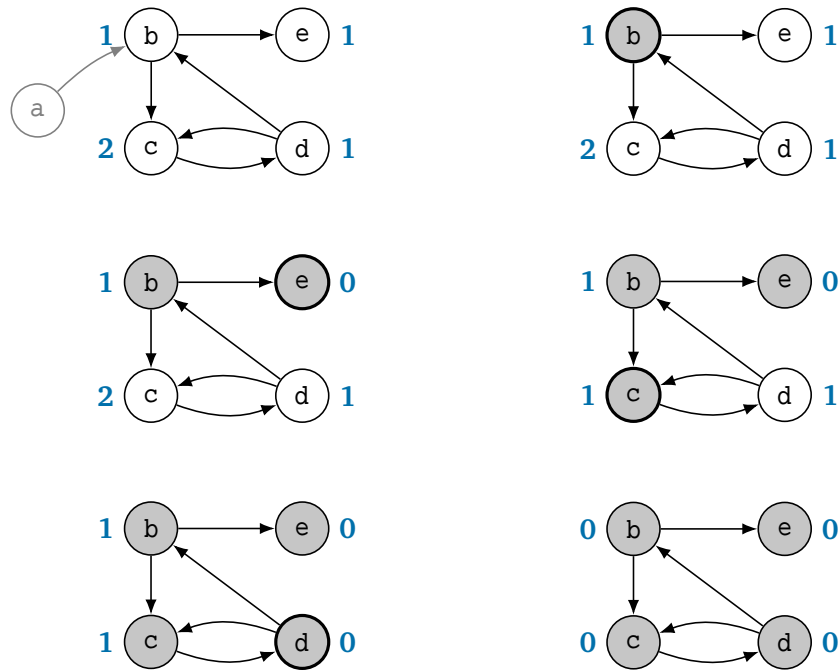 1 b e 1 1 b e 1
a
2 c d 1 2 c d 1
1 b e 0 1 b e 0
2 c d 1 1 c d 1
1 b e 0 0 b e 0
1 c d 0 0 c d 0